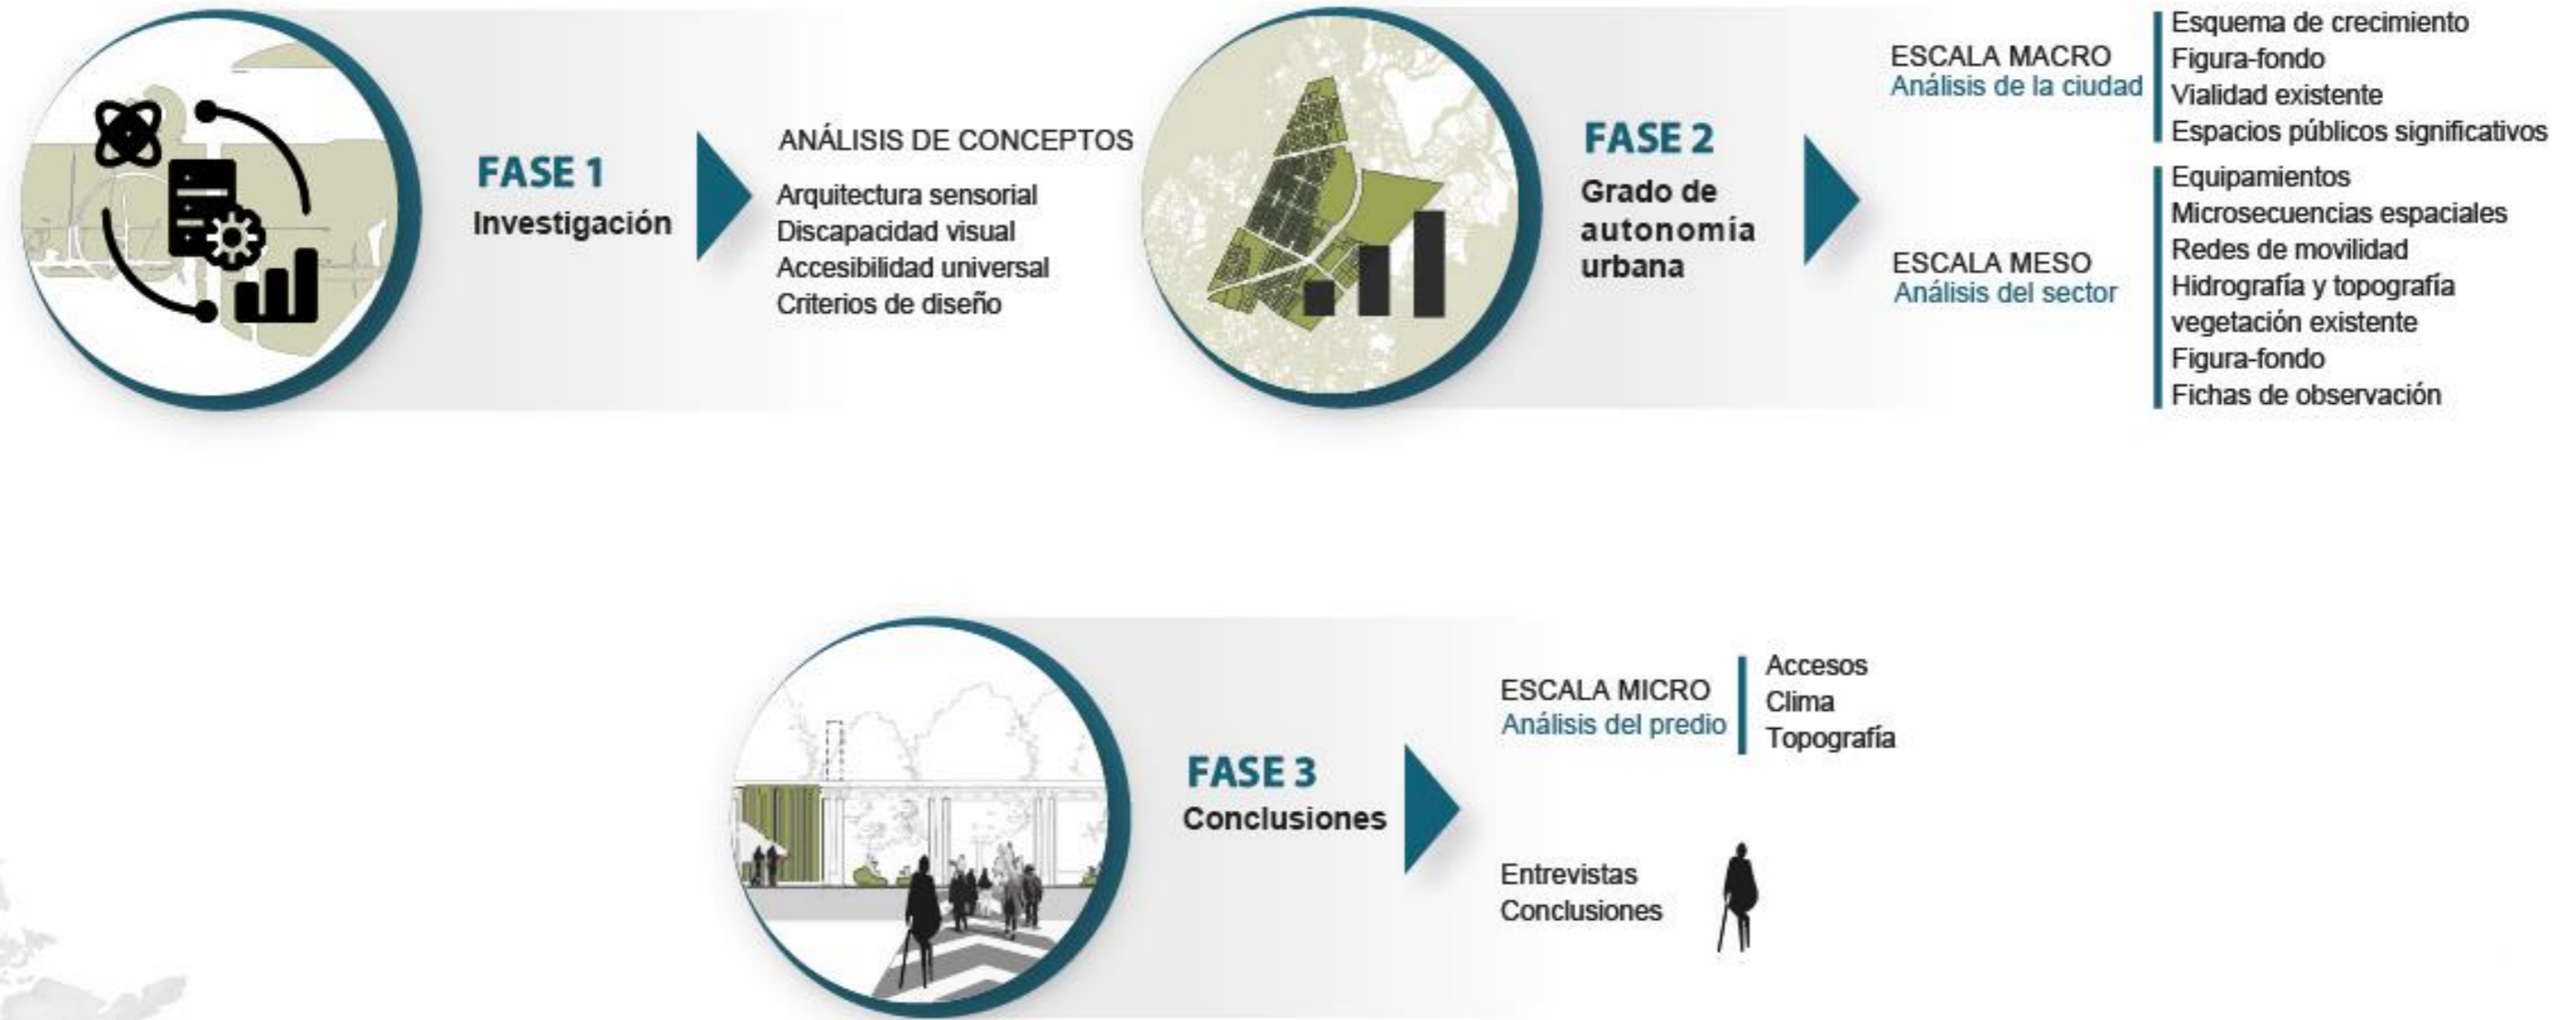 FASE 1
Investigación
ANÁLISIS DE CONCEPTOS
Arquitectura sensorial
Discapacidad visual
Accesibilidad universal
Criterios de diseño
FASE 2
Grado de
autonomía
urbana
ESCALA MACRO
Análisis de la ciudad
Esquema de crecimiento
Figura-fondo
Vialidad existente
Espacios públicos significativos
ESCALA MESO
Análisis del sector
Equipamientos
Microsecuencias espaciales
Redes de movilidad
Hidrografía y topografía
vegetación existente
Figura-fondo
Fichas de observación
FASE 3
Conclusiones
ESCALA MICRO
Análisis del predio
Accesos
Clima
Topografía
Entrevistas
Conclusiones